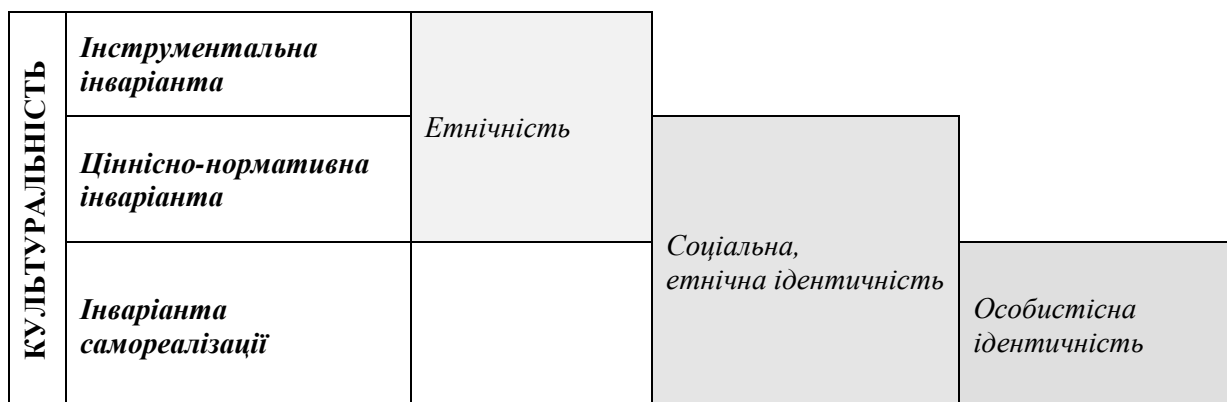 КУЛЬТУРАЛЬНІСТЬ
Інструментальна
інваріанта
Етнічність
Ціннісно-нормативна
інваріанта
Соціальна,
етнічна ідентичність
Інваріанта
самореалізації
Особистісна
ідентичність